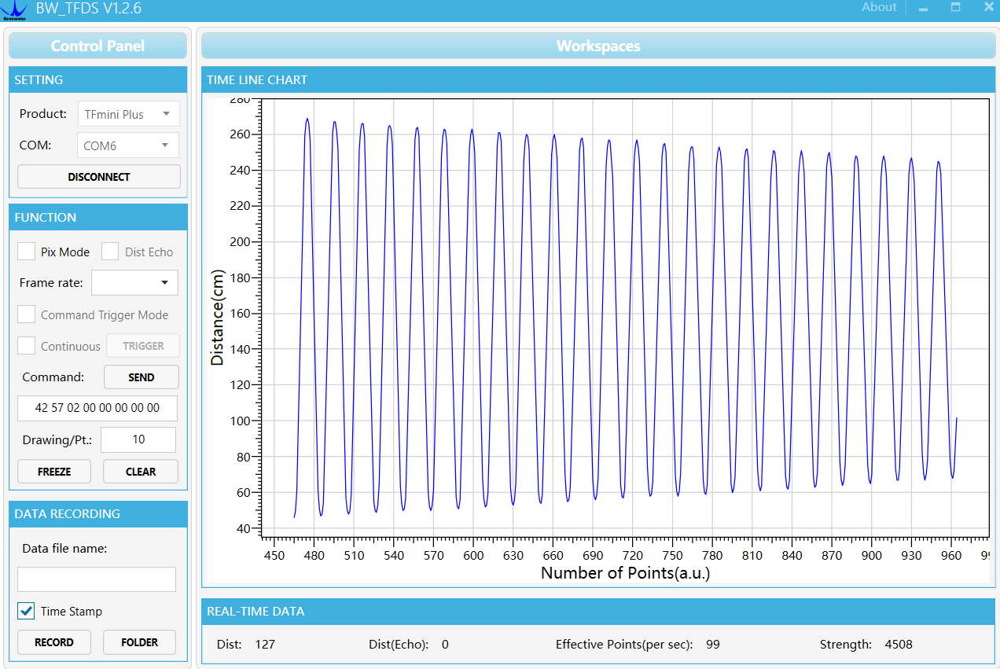 Benewake
BW_TFDS V1.2.6
About
Control Panel
SETTING
Product: TFmini Plus
COM: COM6
DISCONNECT
FUNCTION
Pix Mode Dist Echo
Frame rate:
Command Trigger Mode
Continuous TRIGGER
Command: SEND
42 57 02 00 00 00 00 00
Drawing/Pt.: 10
FREEZE CLEAR
DATA RECORDING
Data file name:
Time Stamp
RECORD FOLDER
Workspaces
TIME LINE CHART
280
260
240
220
200
180
160
140
120
100
80
60
40
Distance(cm)
450 480 510 540 570 600 630 660 690 720 750 780 810 840 870 900 930 960 99
Number of Points(a.u.)
REAL-TIME DATA
Dist: 127 Dist(Echo): 0 Effective Points(per sec): 99 Strength: 4508